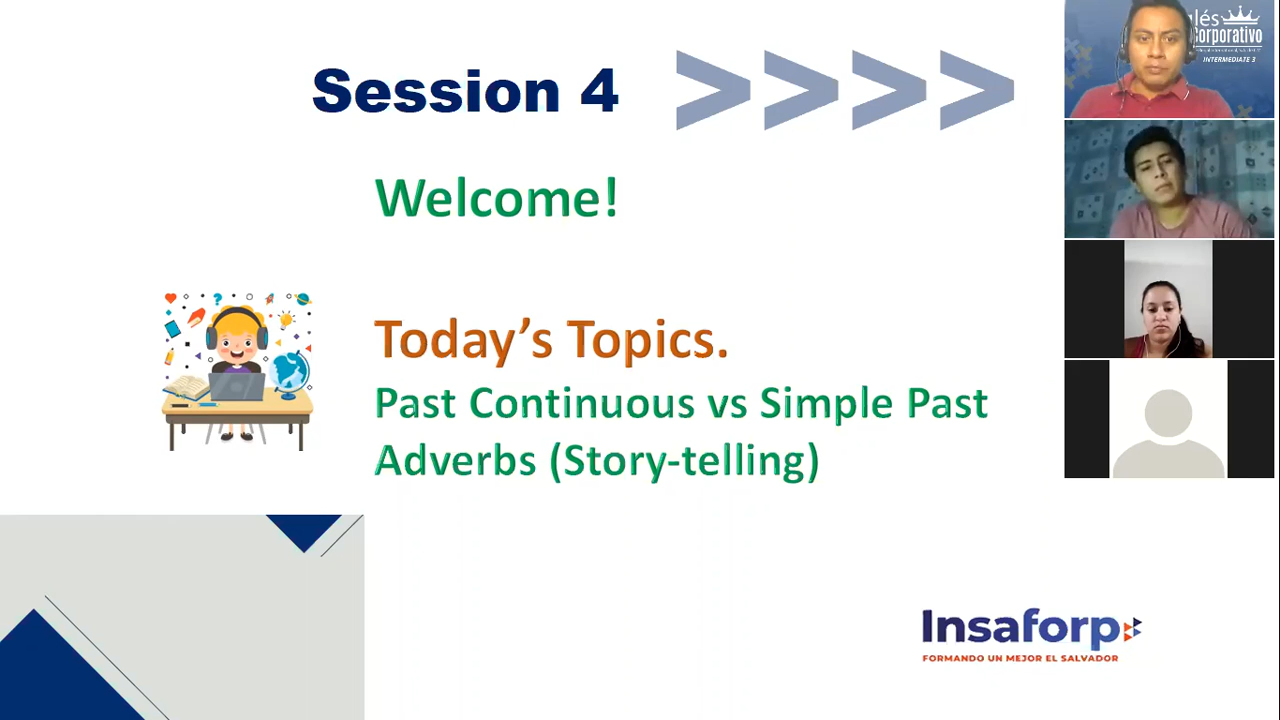 Session 4
Welcome!
Today's Topics.
Past Continuous vs Simple Past
Adverbs (Story-telling)
Insaforp
FORMANDO UN MEJOR EL SALVADOR
INTERMEDIATE 3